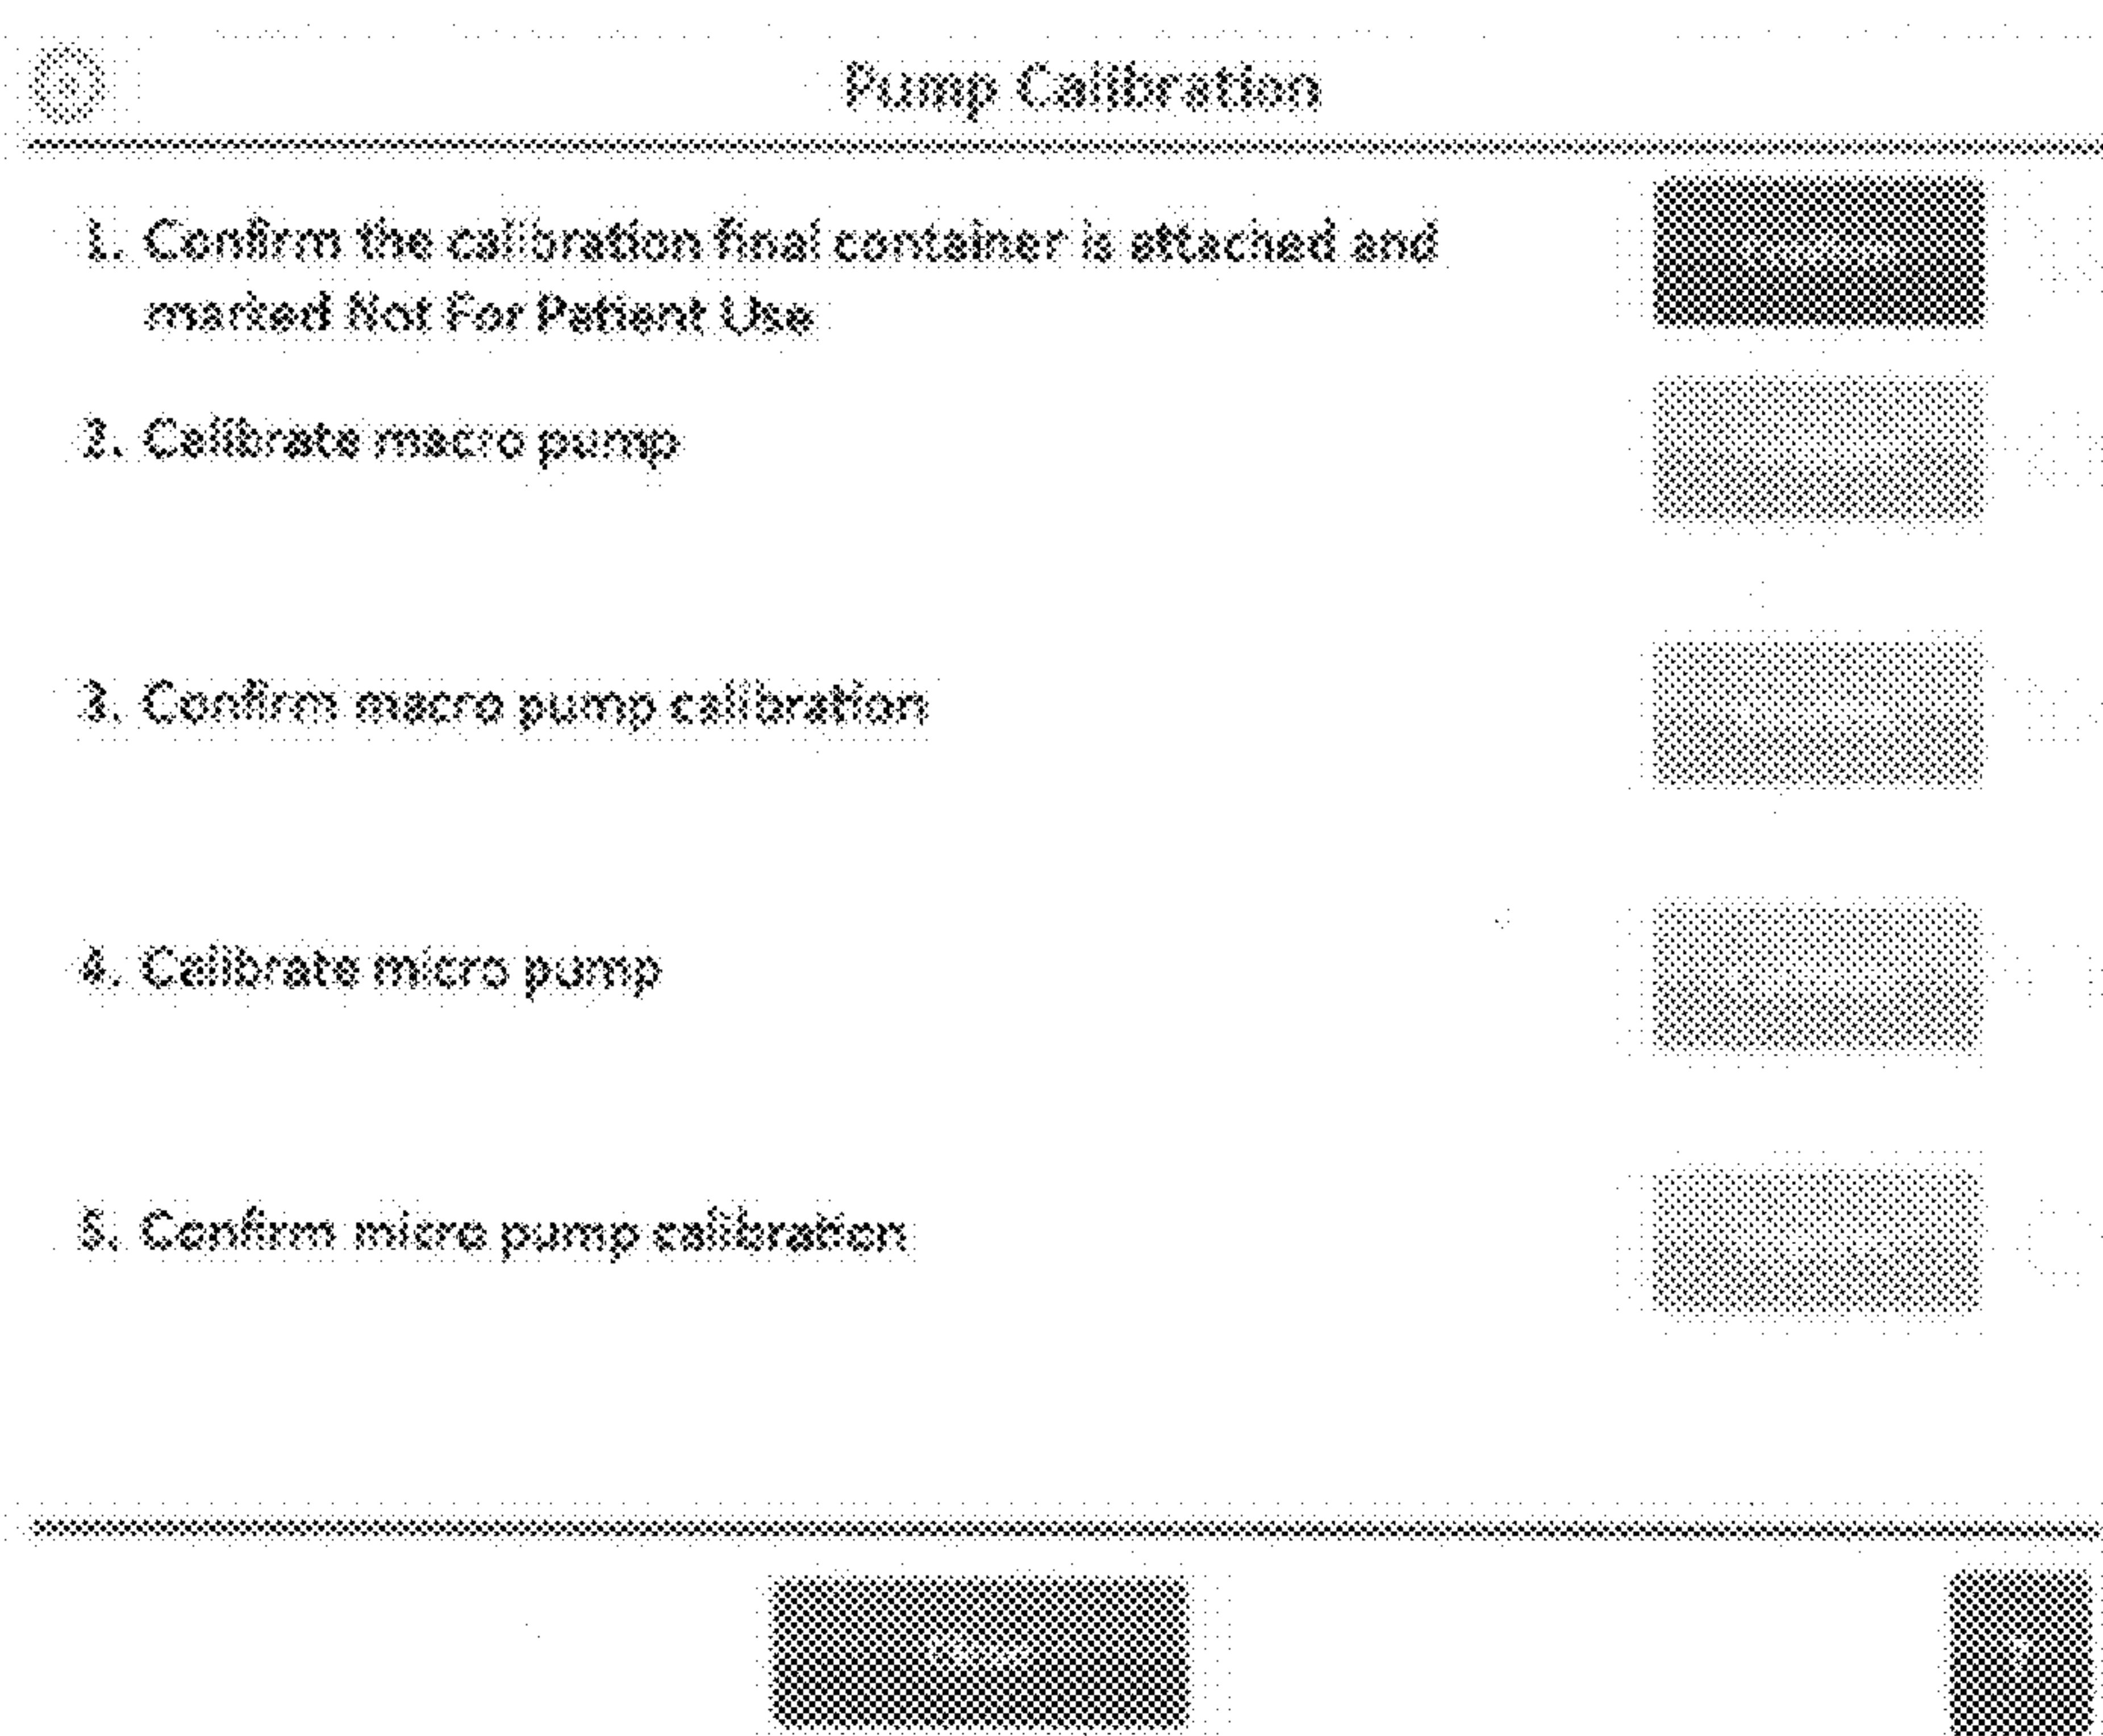 Pump Calibration
1. Confirm the calibration final container is attached and
marked Not For Patient Use
2. Calibrate macro pump
3. Confirm macro pump calibration
4. Calibrate micro pump
5. Confirm micro pump calibration